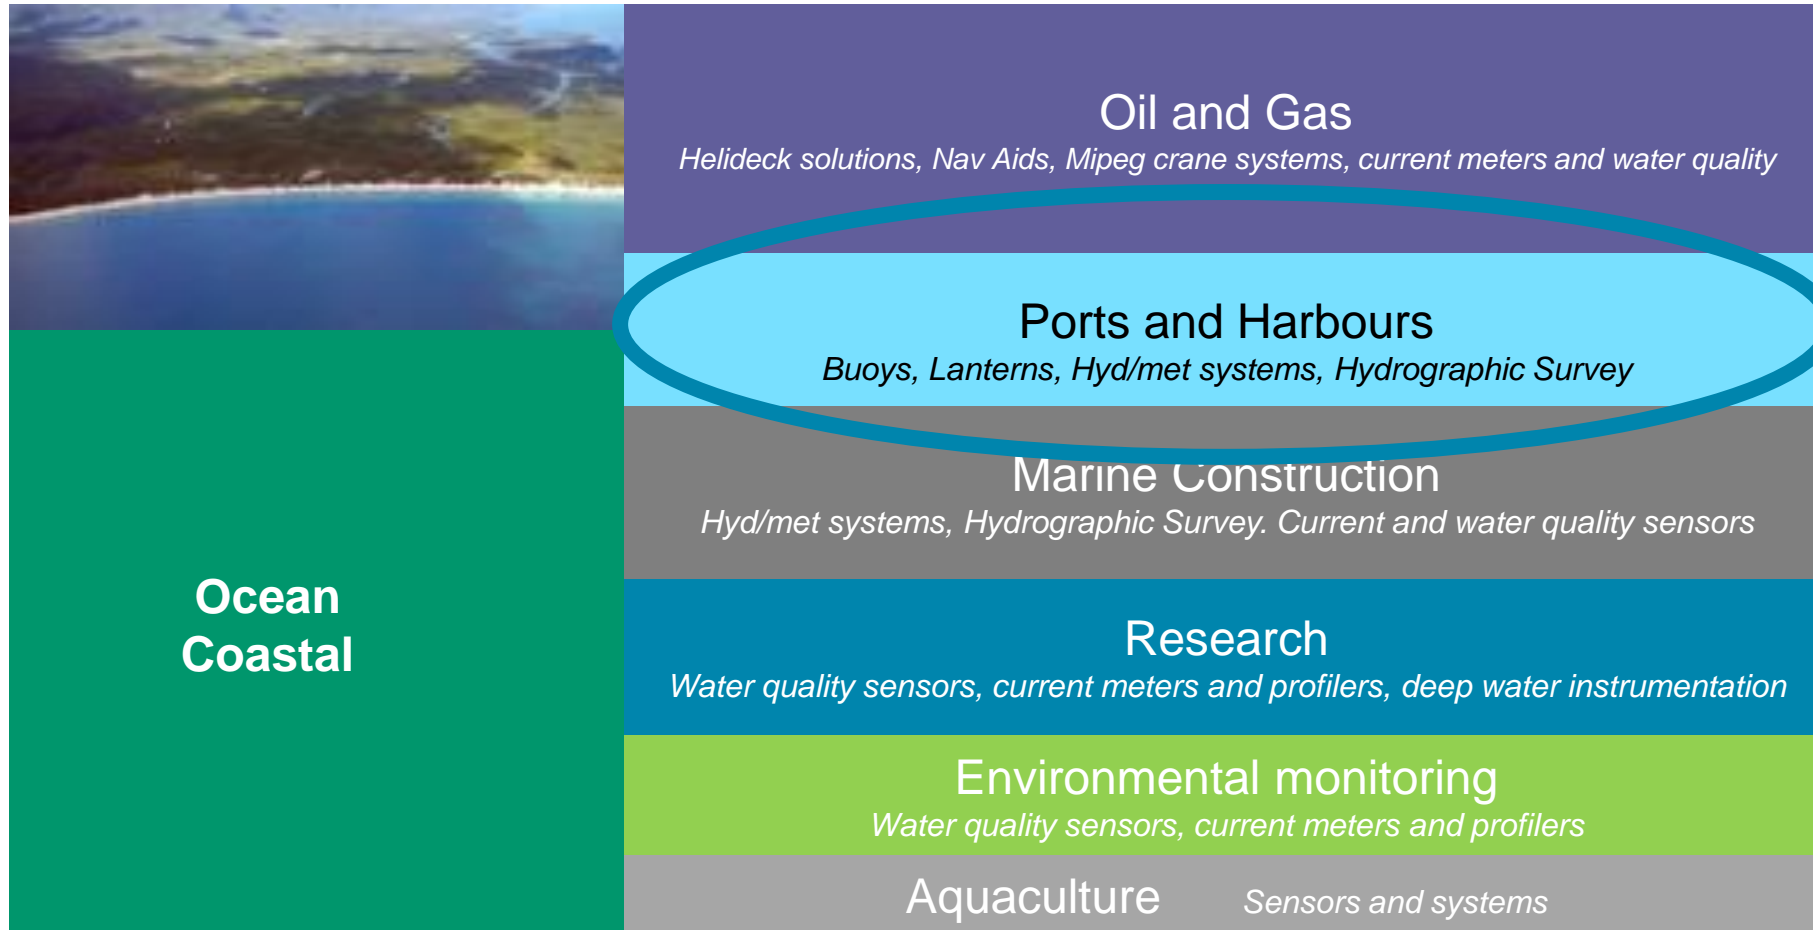 Oil and Gas
Helideck solutions, Nav Aids, Mipeg crane systems, current meters and water quality
Ports and Harbours
Buoys, Lanterns, Hyd/met systems, Hydrographic Survey
Marine Construction
Hyd/met systems, Hydrographic Survey. Current and water quality sensors
Ocean
Coastal
Research
Water quality sensors, current meters and profilers, deep water instrumentation
Environmental monitoring
Water quality sensors, current meters and profilers
Aquaculture Sensors and systems